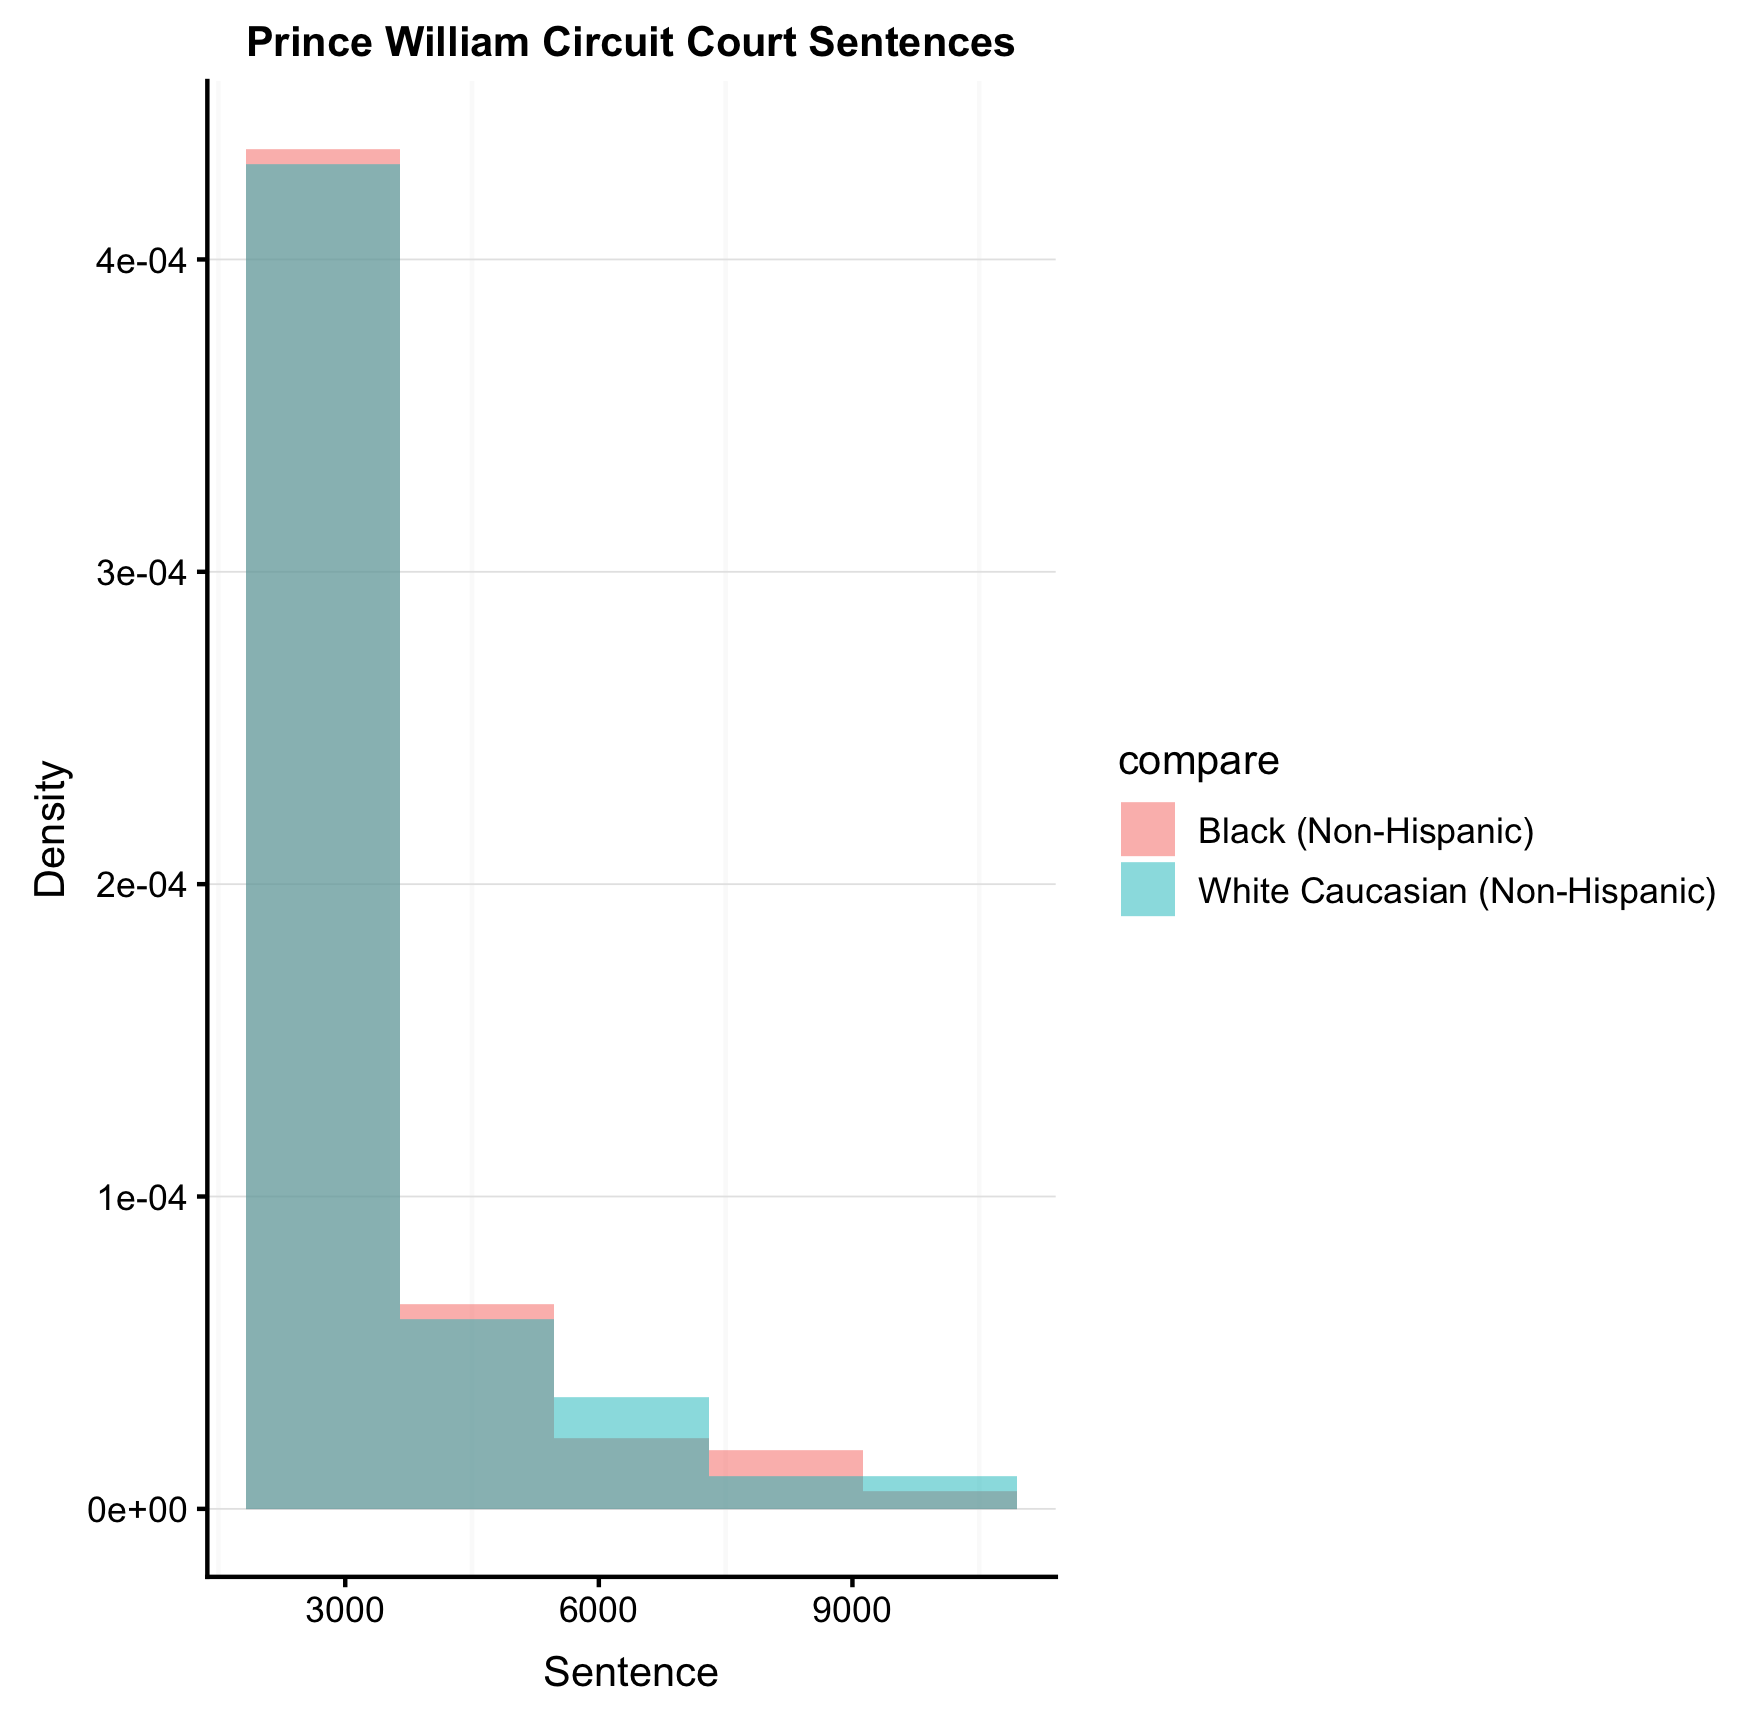 Prince William Circuit Court Sentences
4e-04
3e-04
2e-04
1e-04
0e+00
Density
3000 6000 9000
Sentence
compare
Black (Non-Hispanic)
White Caucasian (Non-Hispanic)